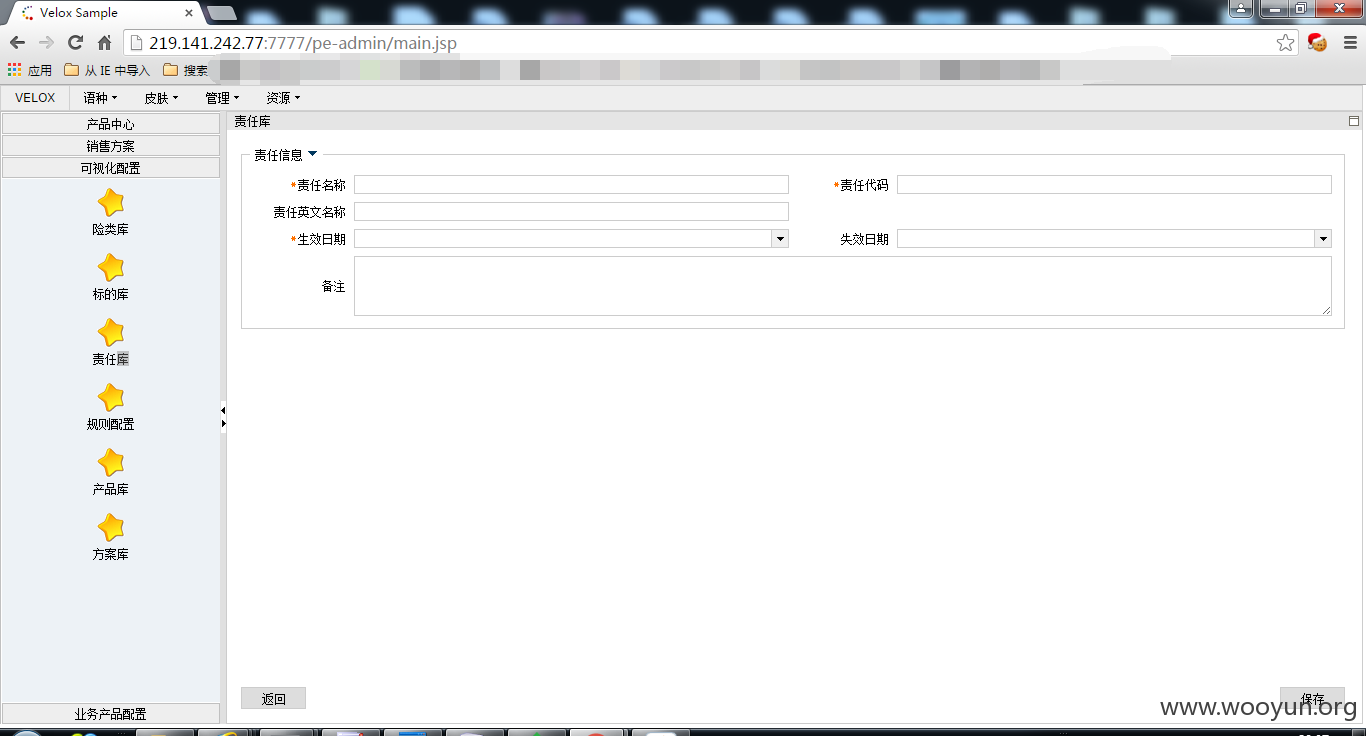 Velox Sample
219.141.242.77:7777/pe-admin/main.jsp
应用 从 IE 中导入 搜索
VELOX 语种 皮肤 管理 资源
产品中心
销售方案
可视化配置
险类库
标的库
责任库
规则配置
产品库
方案库
业务产品配置
责任库
责任信息
*责任名称 *责任代码
责任英文名称
*生效日期 失效日期
备注
返回 保存
www.wooyun.org